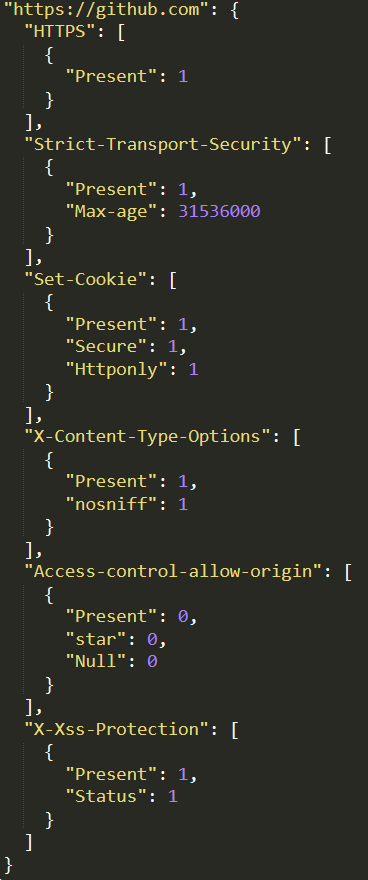 "https://github.com": {
  "HTTPS": [
    {
      "Present": 1
    }
  ],
  "Strict-Transport-Security": [
    {
      "Present": 1,
      "Max-age": 31536000
    }
  ],
  "Set-Cookie": [
    {
      "Present": 1,
      "Secure": 1,
      "Httponly": 1
    }
  ],
  "X-Content-Type-Options": [
    {
      "Present": 1,
      "nosniff": 1
    }
  ],
  "Access-control-allow-origin": [
    {
      "Present": 0,
      "star": 0,
      "Null": 0
    }
  ],
  "X-Xss-Protection": [
    {
      "Present": 1,
      "Status": 1
    }
  ]
}